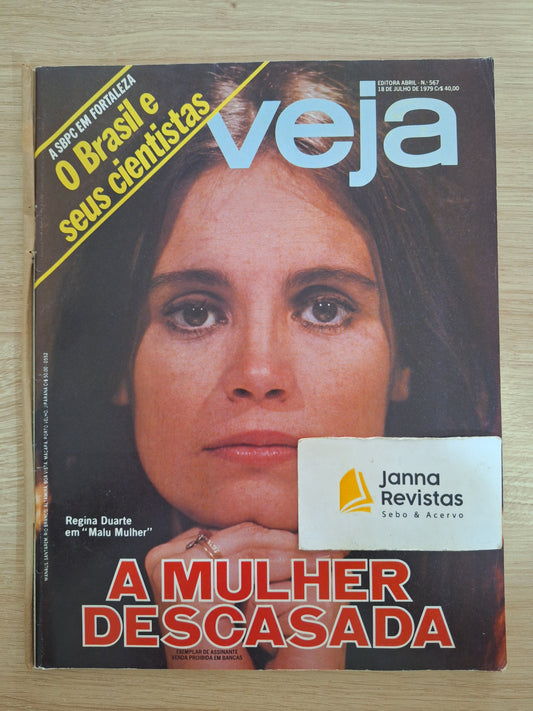 A SBPC EM FORTALEZA
O Brasil e
seus cientistas
veja
EDITORA ABRIL - N.º 567
18 DE JULHO DE 1979 Cr$ 40,00
Janna
Revistas
Sebo & Acervo
Regina Duarte
em "Malu Mulher"
A MULHER
DESCASADA
EXEMPLAR DE ASSINANTE
VENDA PROIBIDA EM BANCAS